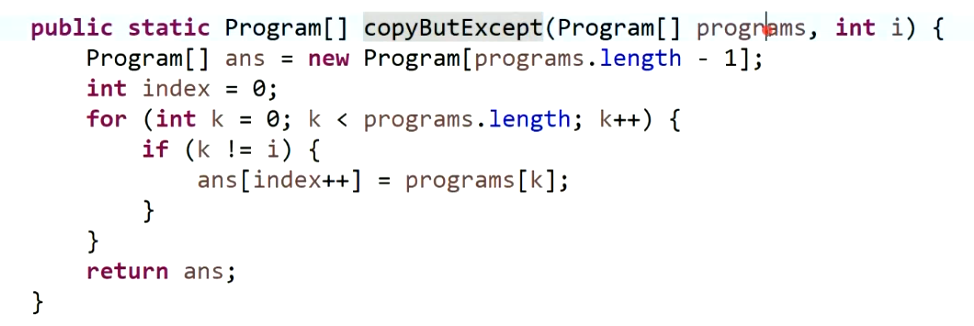 public static Program[] copyButExcept(Program[] programs, int i) {
    Program[] ans = new Program[programs.length - 1];
    int index = 0;
    for (int k = 0; k < programs.length; k++) {
        if (k != i) {
            ans[index++] = programs[k];
        }
    }
    return ans;
}